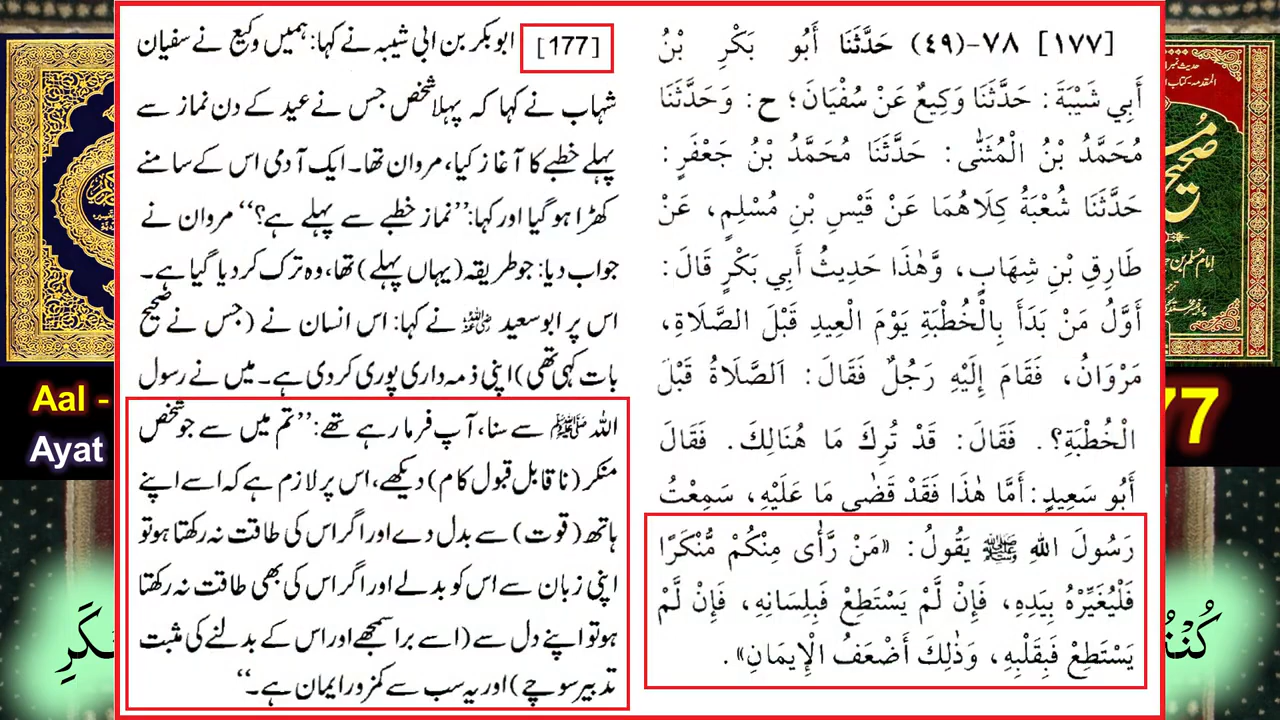 [١٧٧] ٧٨-(٤٩) حَدَّثَنَا أَبُو بَكْرِ بْنُ
أَبِي شَيْبَةَ: حَدَّثَنَا وَكِيعٌ عَنْ سُفْيَانَ؛ ح: وَحَدَّثَنَا
مُحَمَّدُ بْنُ الْمُثَنَّى: حَدَّثَنَا مُحَمَّدُ بْنُ جَعْفَرٍ:
حَدَّثَنَا شُعْبَةُ كِلَاهُمَا عَنْ قَيْسِ بْنِ مُسْلِمٍ، عَنْ
طَارِقِ بْنِ شِهَابٍ، وَّهٰذَا حَدِيثُ أَبِي بَكْرٍ قَالَ:
أَوَّلُ مَنْ بَدَأَ بِالْخُطْبَةِ يَوْمَ الْعِيدِ قَبْلَ الصَّلَاةِ،
مَرْوَانُ، فَقَامَ إِلَيْهِ رَجُلٌ فَقَالَ: اَلصَّلَاةُ قَبْلَ
الْخُطْبَةِ؟. فَقَالَ: قَدْ تُرِكَ مَا هُنَالِكَ. فَقَالَ
أَبُو سَعِيدٍ: أَمَّا هٰذَا فَقَدْ قَضٰى مَا عَلَيْهِ، سَمِعْتُ
رَسُولَ اللهِ ﷺ يَقُولُ: «مَنْ رَّأٰى مِنْكُمْ مُّنْكَرًا
فَلْيُغَيِّرْهُ بِيَدِهِ، فَإِنْ لَّمْ يَسْتَطِعْ فَبِلِسَانِهِ، فَإِنْ لَّمْ
يَسْتَطِعْ فَبِقَلْبِهِ، وَذٰلِكَ أَضْعَفُ الْإِيمَانِ».
[177] ابوبکر بن ابی شیبہ نے کہا: ہمیں وکیع نے سفیان
شہاب نے کہا کہ پہلا شخص جس نے عید کے دن نماز سے
پہلے خطبے کا آغاز کیا، مروان تھا۔ ایک آدمی اس کے سامنے
کھڑا ہو گیا اور کہا: ’’نماز خطبے سے پہلے ہے؟‘‘ مروان نے
جواب دیا: جو طریقہ (یہاں پہلے) تھا، وہ ترک کر دیا گیا ہے۔
اس پر ابوسعید رضی اللہ عنہ نے کہا: اس انسان نے (جس نے صحیح
بات کہی تھی) اپنی ذمہ داری پوری کر دی ہے۔ میں نے رسول
اللہ ﷺ سے سنا، آپ فرما رہے تھے: ’’تم میں سے جو شخص
منکر (ناقابل قبول کام) دیکھے، اس پر لازم ہے کہ اسے اپنے
ہاتھ (قوت) سے بدل دے اور اگر اس کی طاقت نہ رکھتا ہو تو
اپنی زبان سے اس کو بدلے اور اگر اس کی بھی طاقت نہ رکھتا
ہو تو اپنے دل سے (اسے برا سمجھے اور اس کے بدلنے کی مثبت
تدبیر سوچے) اور یہ سب سے کمزور ایمان ہے۔‘‘
Aal -
Ayat
77
صحیح